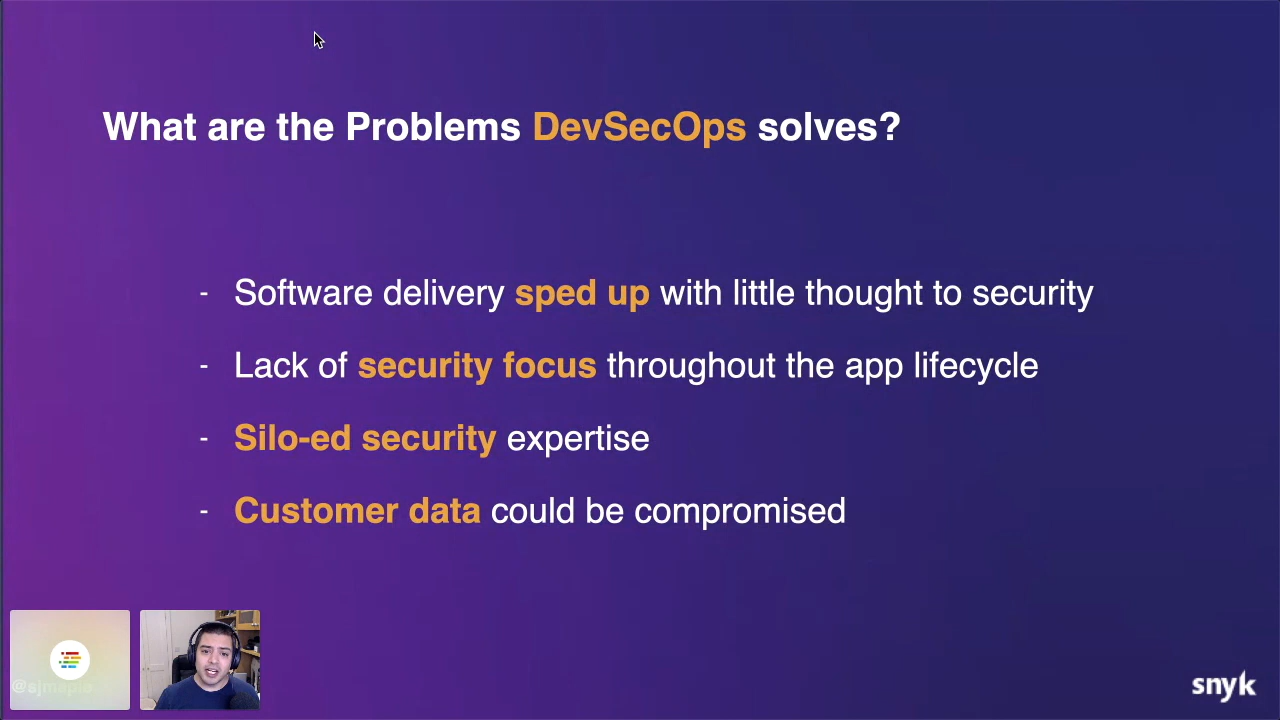 What are the Problems DevSecOps solves?
- Software delivery sped up with little thought to security
- Lack of security focus throughout the app lifecycle
- Silo-ed security expertise
- Customer data could be compromised
@sjmaple
snyk